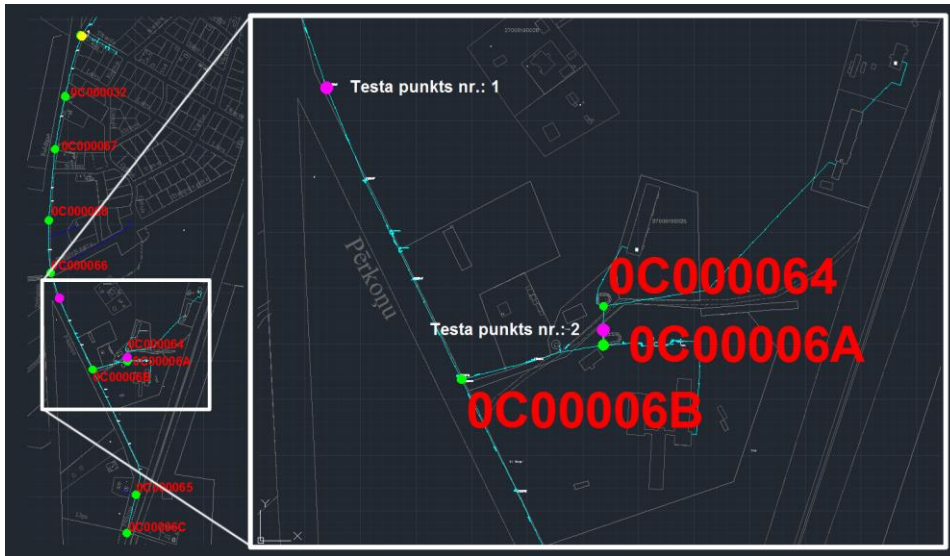 0C000032
0C000067
0C000066
0C000064
0C00006A
0C00006B
0C000065
0C00006C
Testa punkts nr.: 1
Pērkoņu
0C000064
Testa punkts nr.: 2
0C00006A
0C00006B
Y
X